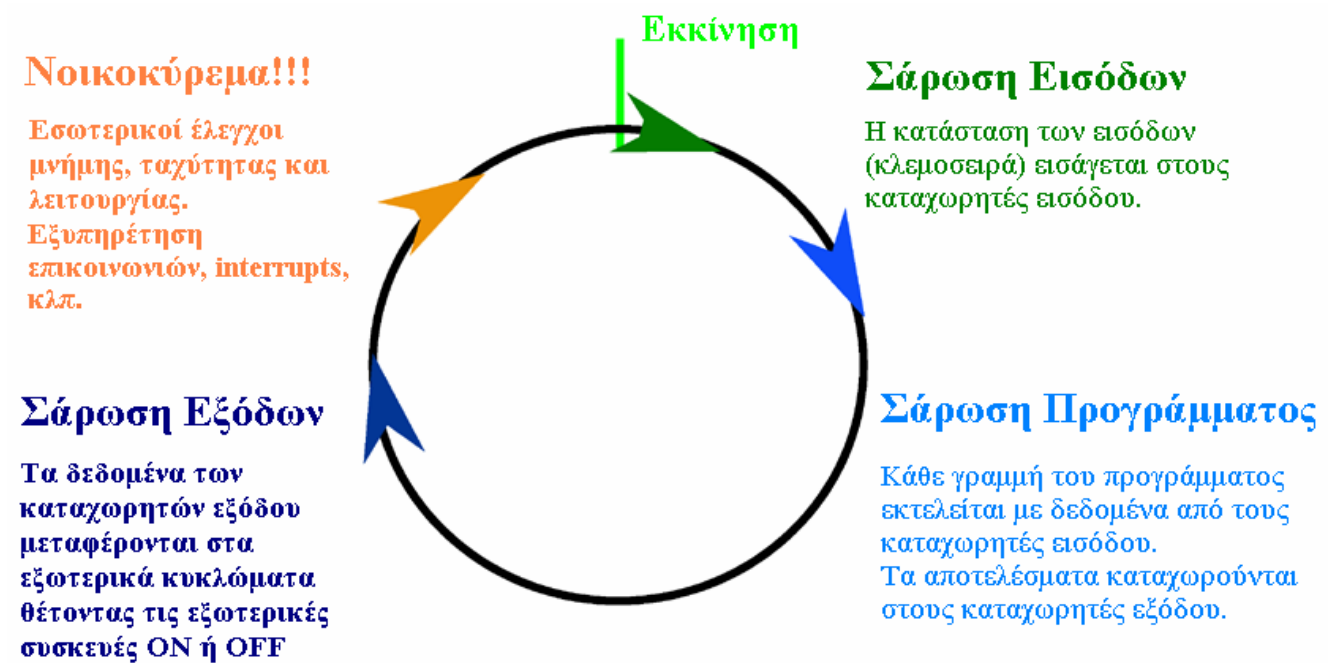 Εκκίνηση
Σάρωση Εισόδων
Η κατάσταση των εισόδων
(κλεμοσειρά) εισάγεται στους
καταχωρητές εισόδου.
Σάρωση Προγράμματος
Κάθε γραμμή του προγράμματος
εκτελείται με δεδομένα από τους
καταχωρητές εισόδου.
Τα αποτελέσματα καταχωρούνται
στους καταχωρητές εξόδου.
Σάρωση Εξόδων
Τα δεδομένα των
καταχωρητών εξόδου
μεταφέρονται στα
εξωτερικά κυκλώματα
θέτοντας τις εξωτερικές
συσκευές ON ή OFF
Νοικοκύρεμα!!!
Εσωτερικοί έλεγχοι
μνήμης, ταχύτητας και
λειτουργίας.
Εξυπηρέτηση
επικοινωνιών, interrupts,
κλπ.